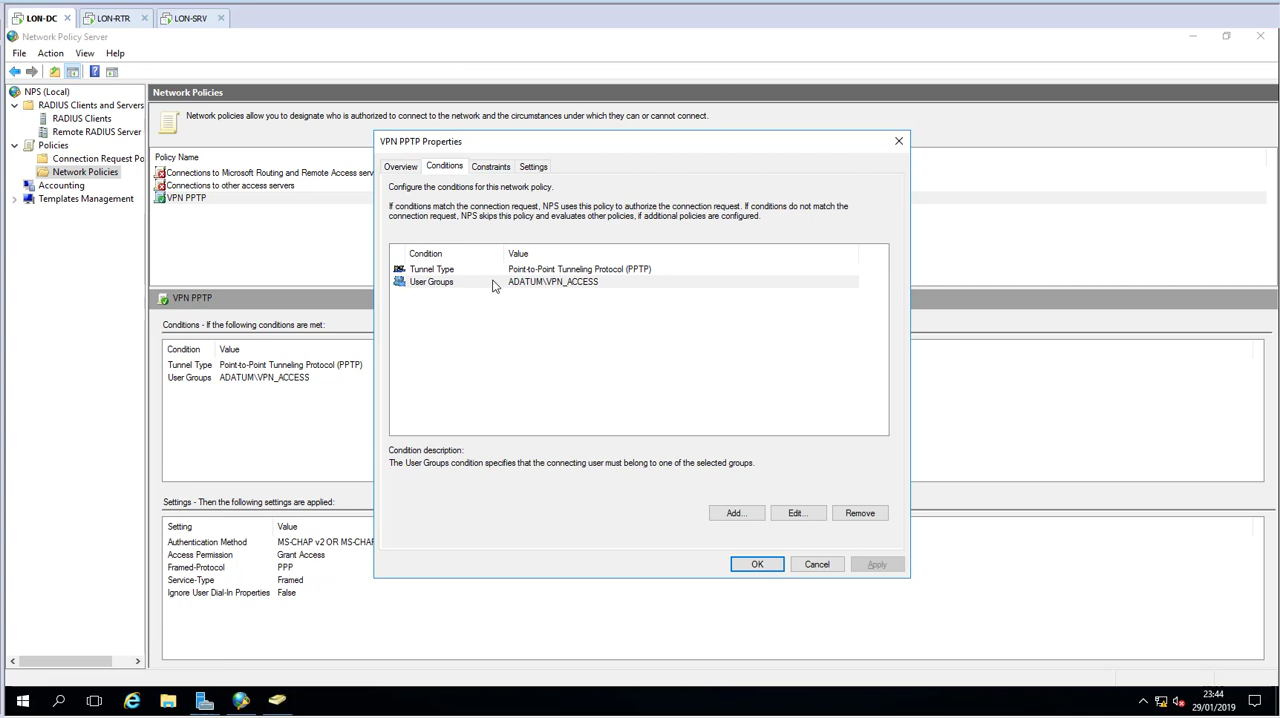 LON-DC
LON-RTR
LON-SRV
Network Policy Server
File Action View Help
NPS (Local)
RADIUS Clients and Servers
RADIUS Clients
Remote RADIUS Server
Policies
Connection Request Po
Network Policies
Accounting
Templates Management
Network Policies
Network policies allow you to designate who is authorized to connect to the network and the circumstances under which they can or cannot connect.
Policy Name
Connections to Microsoft Routing and Remote Access serv
Connections to other access servers
VPN PPTP
VPN PPTP
Conditions - If the following conditions are met:
Condition Value
Tunnel Type Point-to-Point Tunneling Protocol (PPTP)
User Groups ADATUM\VPN_ACCESS
Settings - Then the following settings are applied:
Setting Value
Authentication Method MS-CHAP v2 OR MS-CHAP
Access Permission Grant Access
Framed-Protocol PPP
Service-Type Framed
Ignore User Dial-In Properties False
VPN PPTP Properties
Overview Conditions Constraints Settings
Configure the conditions for this network policy.
If conditions match the connection request, NPS uses this policy to authorize the connection request. If conditions do not match the
connection request, NPS skips this policy and evaluates other policies, if additional policies are configured.
Condition Value
Tunnel Type Point-to-Point Tunneling Protocol (PPTP)
User Groups ADATUM\VPN_ACCESS
Condition description:
The User Groups condition specifies that the connecting user must belong to one of the selected groups.
Add... Edit... Remove
OK Cancel Apply
23:44
29/01/2019